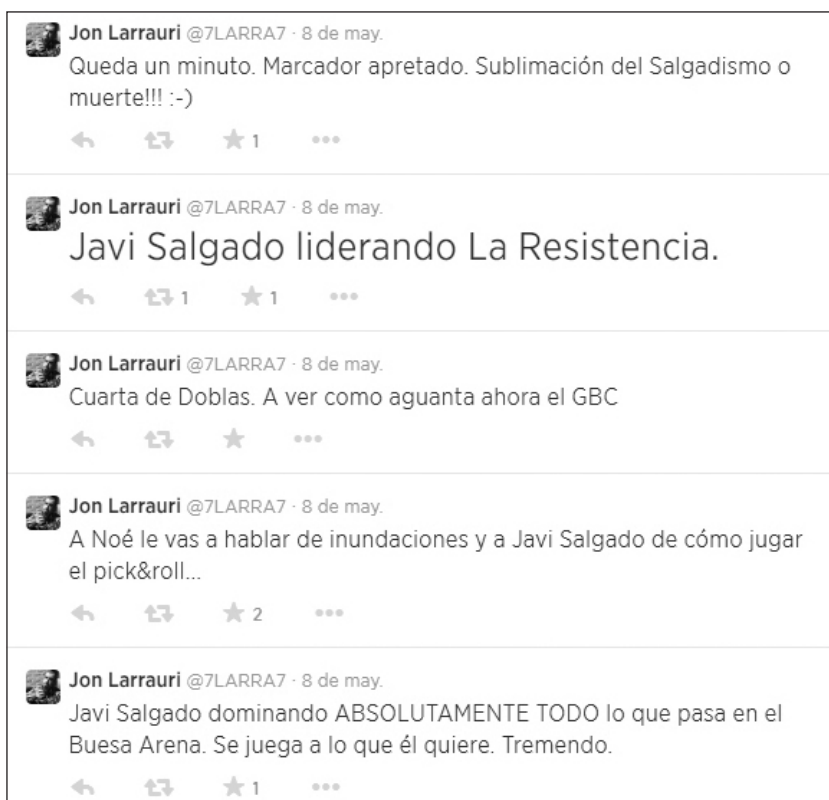 Jon Larrauri @7LARRA7 · 8 de may.
Queda un minuto. Marcador apretado. Sublimación del Salgadismo o
muerte!!! :-)
1
Jon Larrauri @7LARRA7 · 8 de may.
Javi Salgado liderando La Resistencia.
1 1
Jon Larrauri @7LARRA7 · 8 de may.
Cuarta de Doblas. A ver como aguanta ahora el GBC
Jon Larrauri @7LARRA7 · 8 de may.
A Noé le vas a hablar de inundaciones y a Javi Salgado de cómo jugar
el pick&roll...
2
Jon Larrauri @7LARRA7 · 8 de may.
Javi Salgado dominando ABSOLUTAMENTE TODO lo que pasa en el
Buesa Arena. Se juega a lo que él quiere. Tremendo.
1